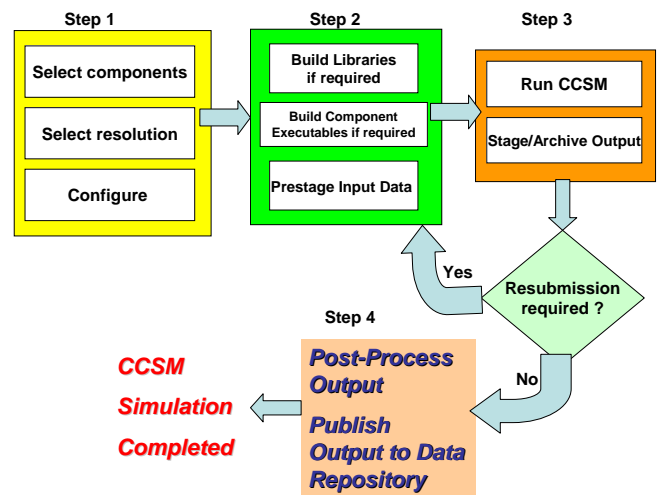 Step 1
Select components
Select resolution
Configure
Step 2
Build Libraries
if required
Build Component
Executables if required
Prestage Input Data
Step 3
Run CCSM
Stage/Archive Output
Resubmission
required ?
Yes
No
Step 4
Post-Process
Output
Publish
Output to Data
Repository
CCSM
Simulation
Completed